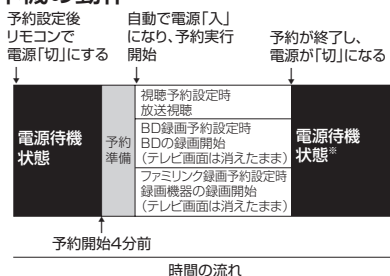 予約設定後
リモコンで
電源「切」にする
自動で電源「入」
になり、予約実行
開始
予約が終了し、
電源が「切」になる
電源待機
状態
予約
準備
視聴予約設定時
放送視聴
BD録画予約設定時
BDの録画開始
(テレビ画面は消えたまま)
ファミリンク録画予約設定時
録画機器の録画開始
(テレビ画面は消えたまま)
電源待機
状態※
予約開始4分前
時間の流れ